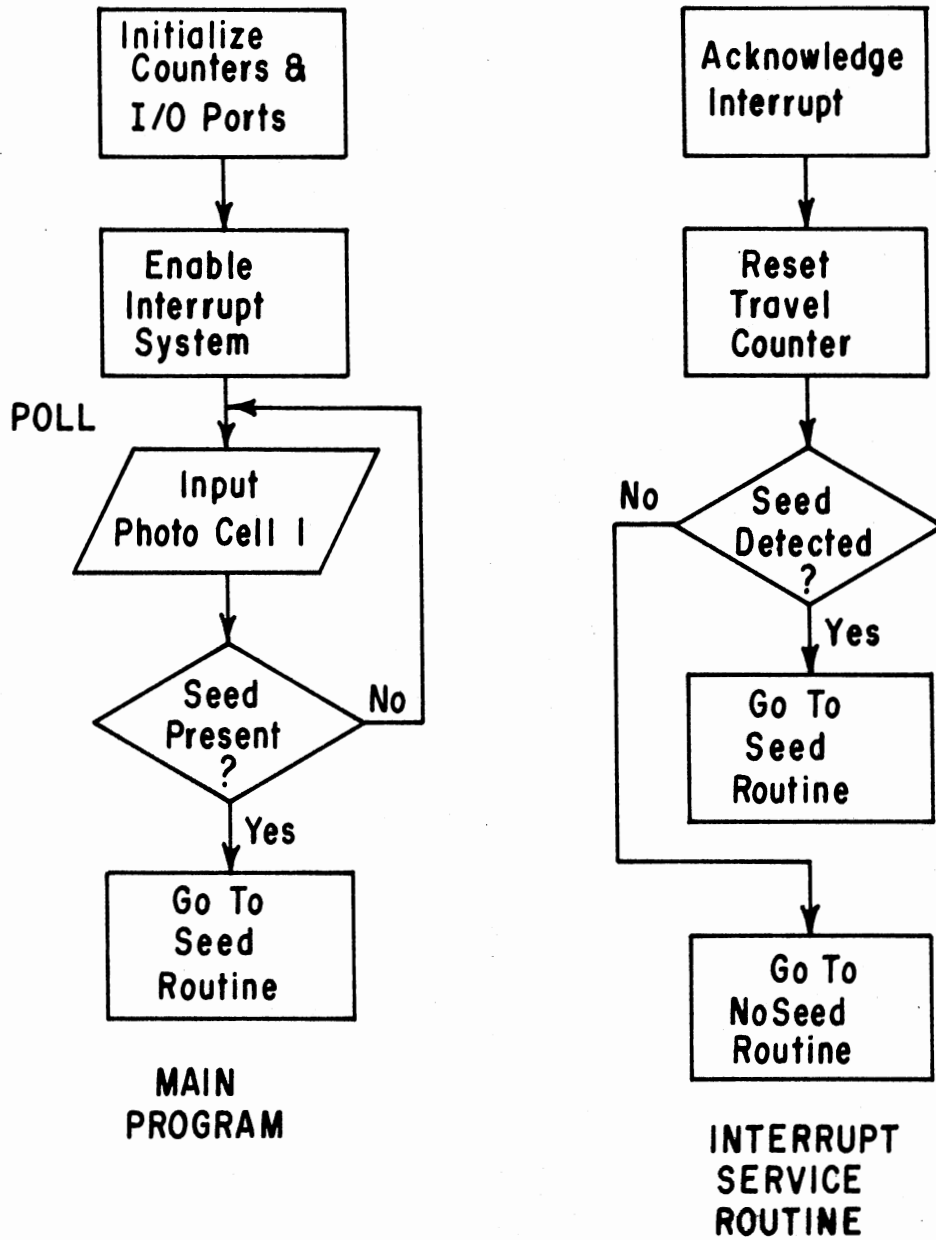 Initialize
Counters &
I/O Ports
Enable
Interrupt
System
POLL
Input
Photo Cell 1
Seed
Present
?
No
Yes
Go To
Seed
Routine
MAIN
PROGRAM
Acknowledge
Interrupt
Reset
Travel
Counter
No
Seed
Detected
?
Yes
Go To
Seed
Routine
Go To
NoSeed
Routine
INTERRUPT
SERVICE
ROUTINE